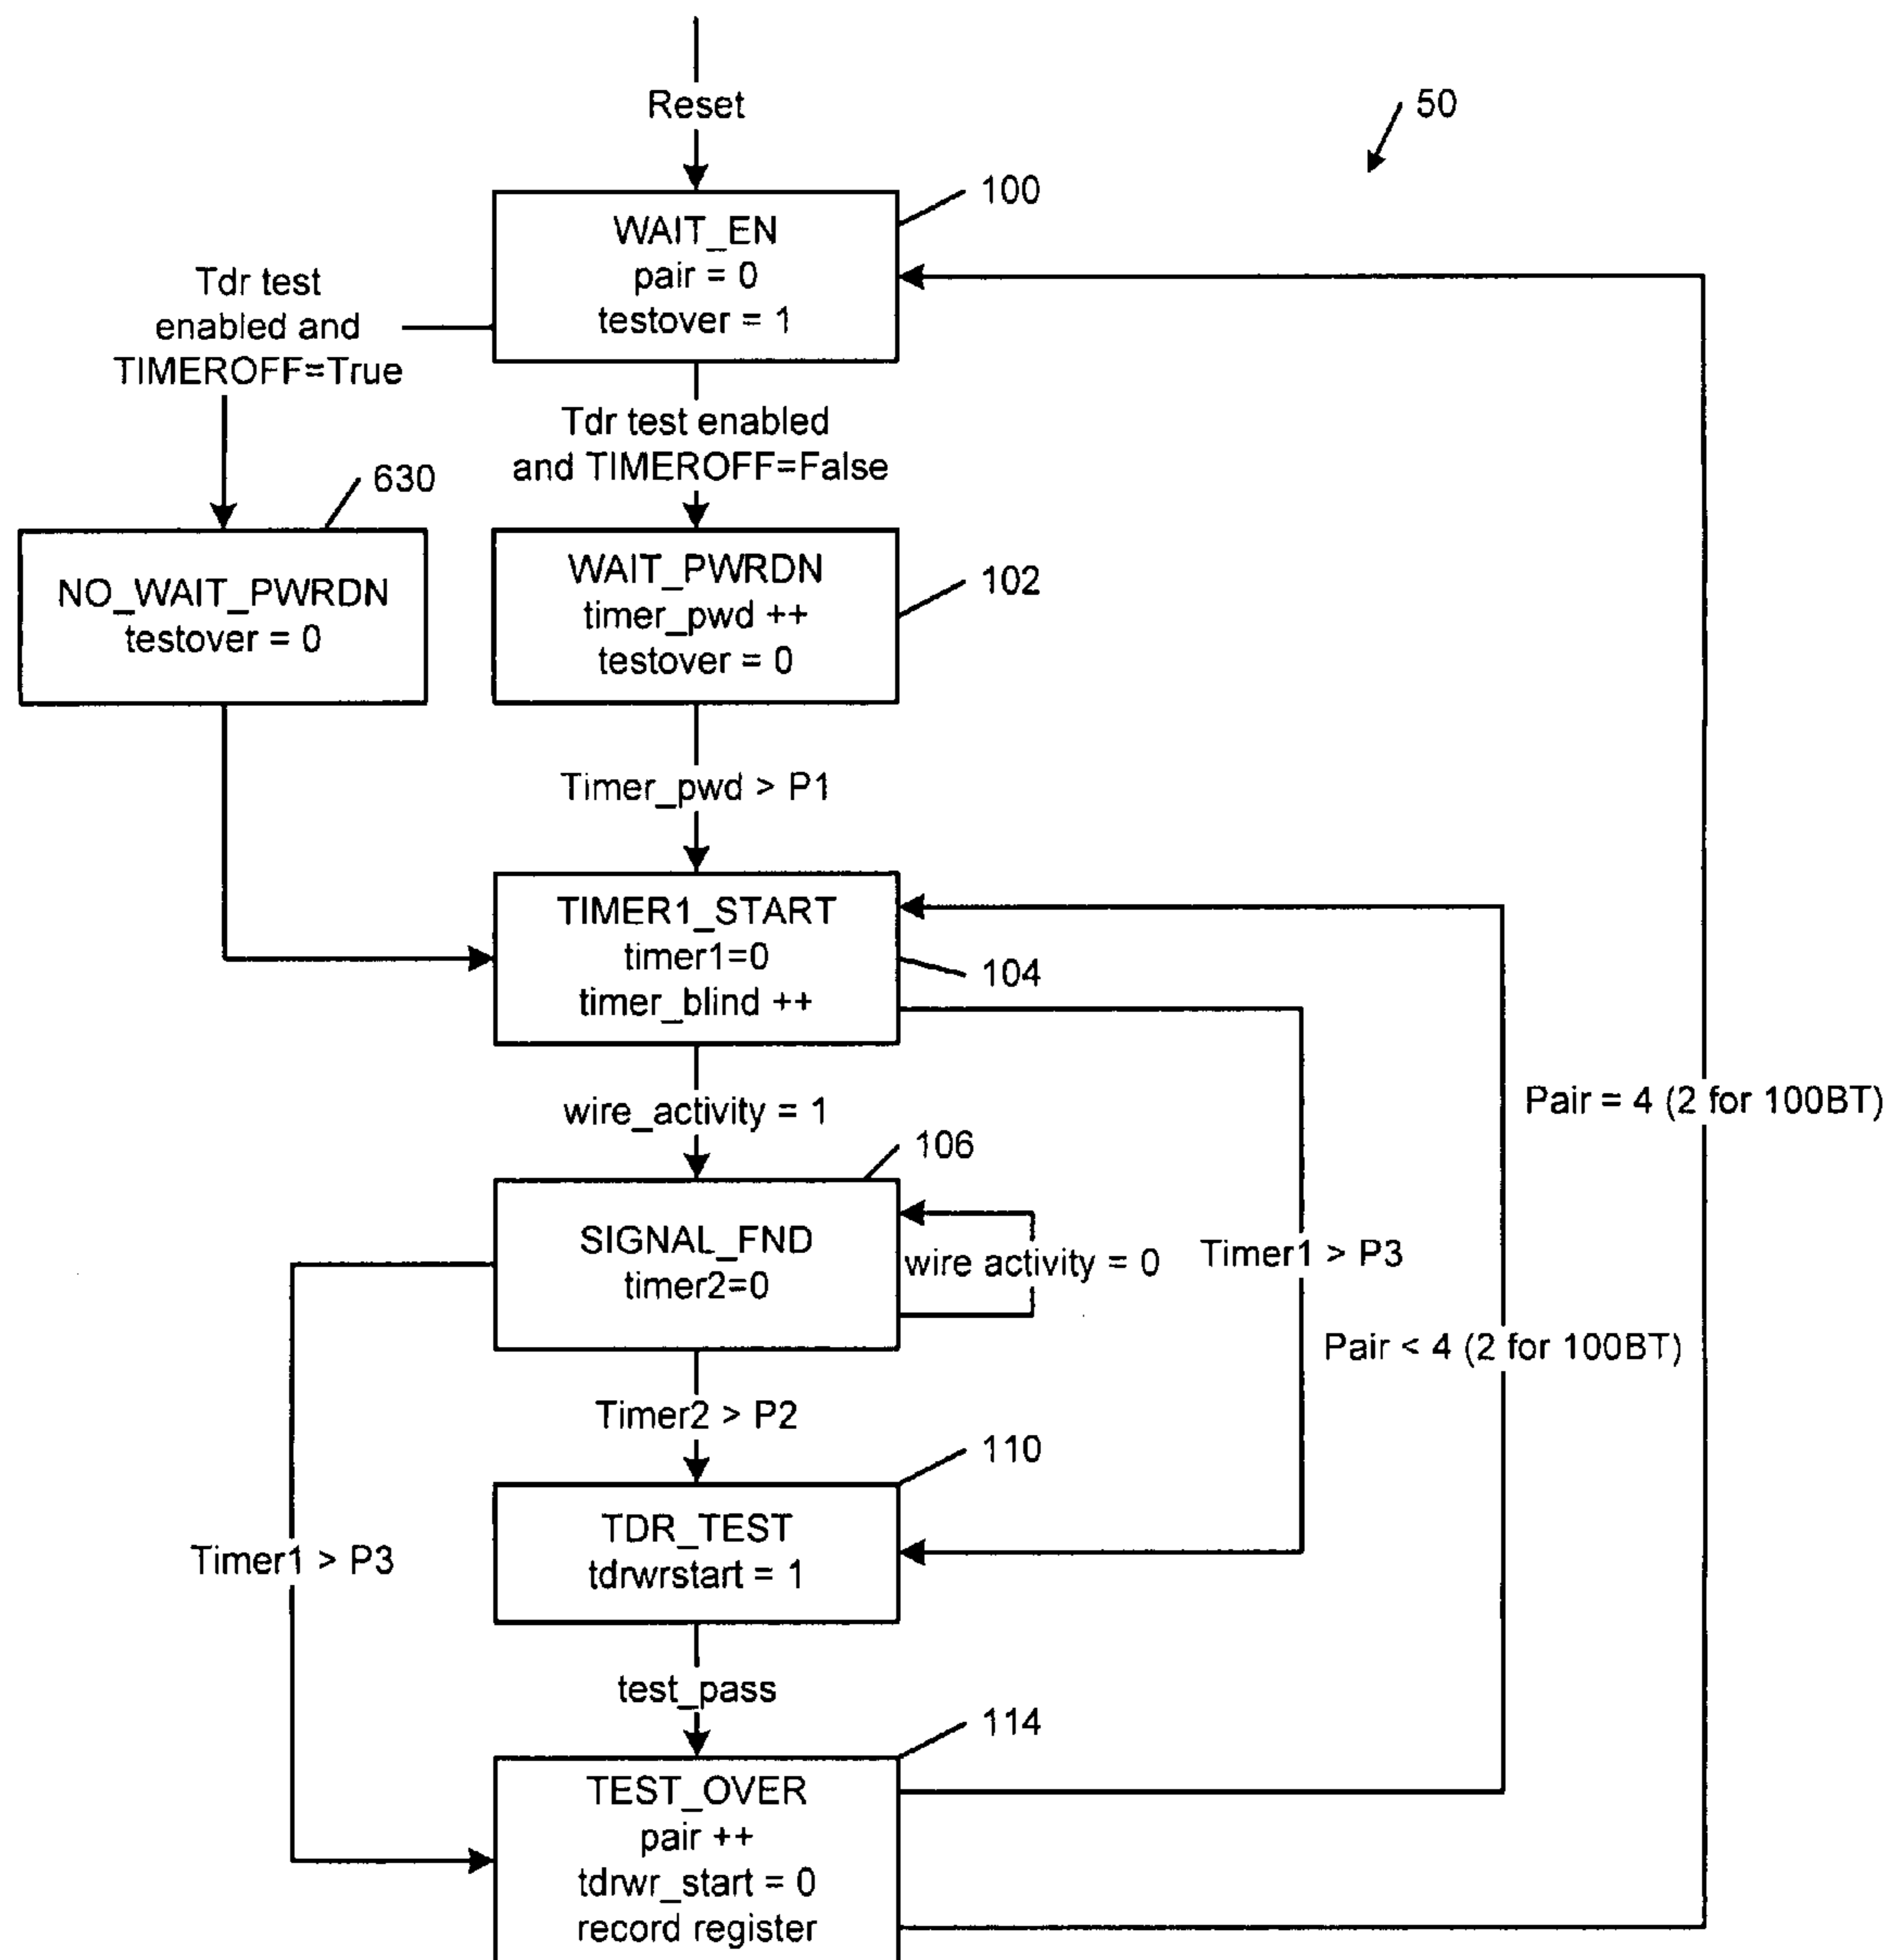 Reset
50
100
WAIT_EN
pair = 0
testover = 1
Tdr test
enabled and
TIMEROFF=True
Tdr test enabled
and TIMEROFF=False
630
NO_WAIT_PWRDN
testover = 0
WAIT_PWRDN
timer_pwd ++
testover = 0
102
Timer_pwd > P1
TIMER1_START
timer1=0
timer_blind ++
104
wire_activity = 1
Pair = 4 (2 for 100BT)
106
SIGNAL_FND
timer2=0
wire activity = 0
Timer1 > P3
Pair < 4 (2 for 100BT)
Timer2 > P2
110
TDR_TEST
tdrwrstart = 1
Timer1 > P3
test_pass
114
TEST_OVER
pair ++
tdrwr_start = 0
record register